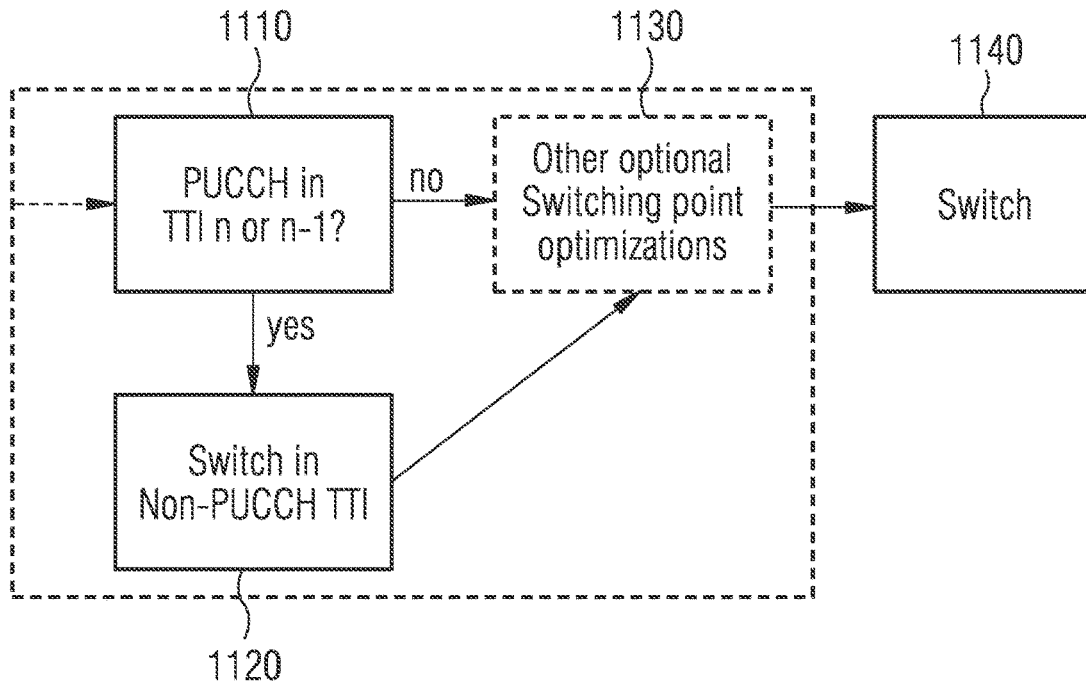 1110
1130
1140
PUCCH in
TTI n or n-1?
no
Other optional
Switching point
optimizations
Switch
yes
Switch in
Non-PUCCH TTI
1120